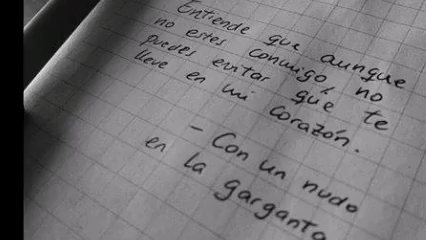 Entiende que aunque
no estes conmigo, no
puedes evitar que te
lleve en mi corazón.
- Con un nudo
en la garganta